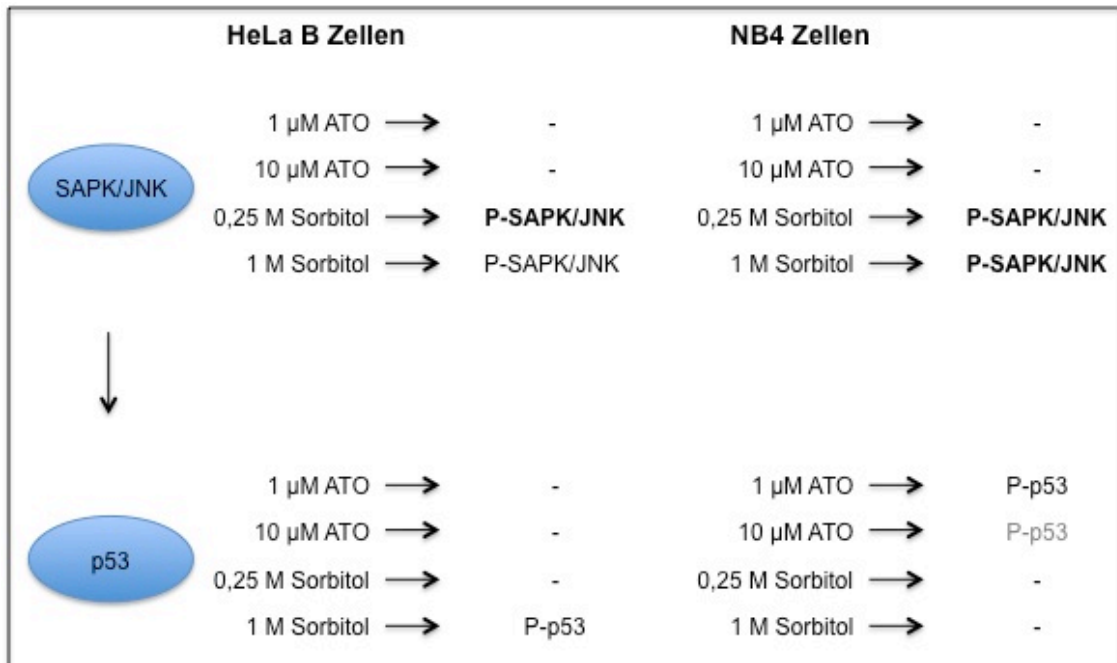 HeLa B Zellen NB4 Zellen
1 µM ATO → - 1 µM ATO → -
10 µM ATO → - 10 µM ATO → -
SAPK/JNK
0,25 M Sorbitol → P-SAPK/JNK 0,25 M Sorbitol → P-SAPK/JNK
1 M Sorbitol → P-SAPK/JNK 1 M Sorbitol → P-SAPK/JNK
1 µM ATO → - 1 µM ATO → P-p53
10 µM ATO → - 10 µM ATO → P-p53
p53
0,25 M Sorbitol → - 0,25 M Sorbitol → -
1 M Sorbitol → P-p53 1 M Sorbitol → -